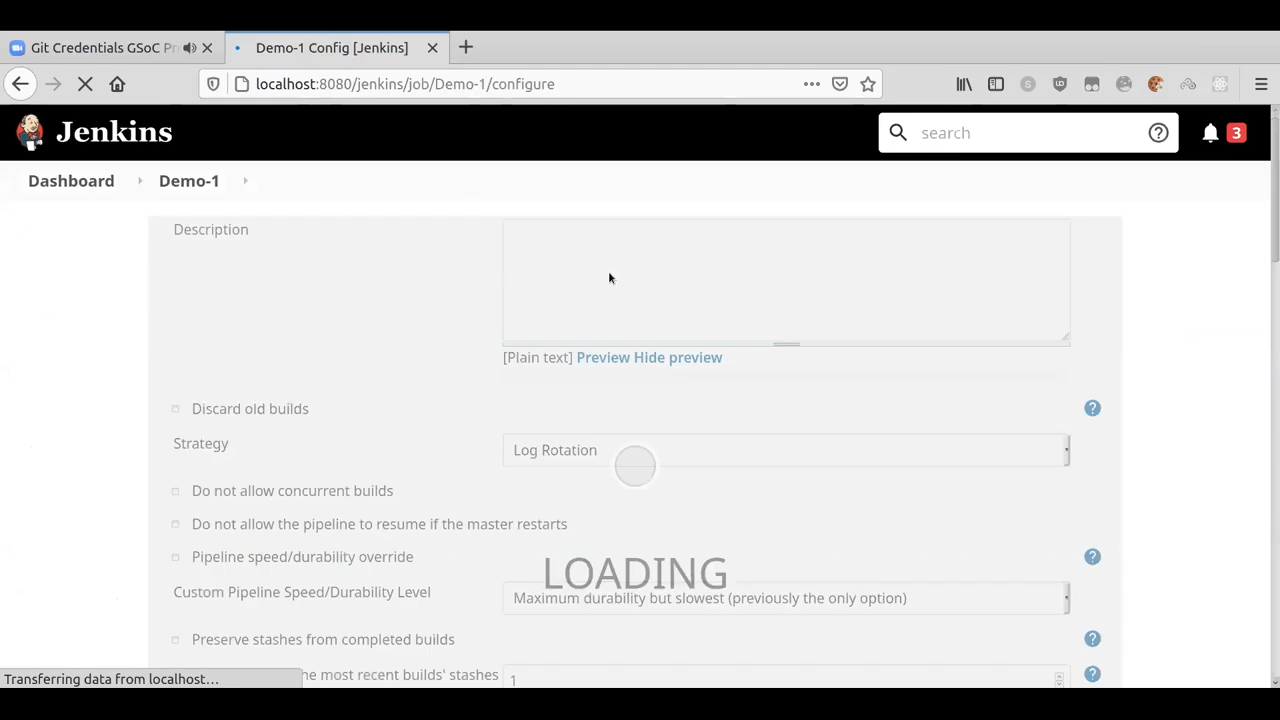 Git Credentials GSoC Pr
Demo-1 Config [Jenkins]
localhost:8080/jenkins/job/Demo-1/configure
Jenkins
search
3
Dashboard
Demo-1
Description
[Plain text] Preview Hide preview
Discard old builds
Strategy
Log Rotation
Do not allow concurrent builds
Do not allow the pipeline to resume if the master restarts
Pipeline speed/durability override
LOADING
Custom Pipeline Speed/Durability Level
Maximum durability but slowest (previously the only option)
Preserve stashes from completed builds
he most recent builds' stashes
1
Transferring data from localhost…